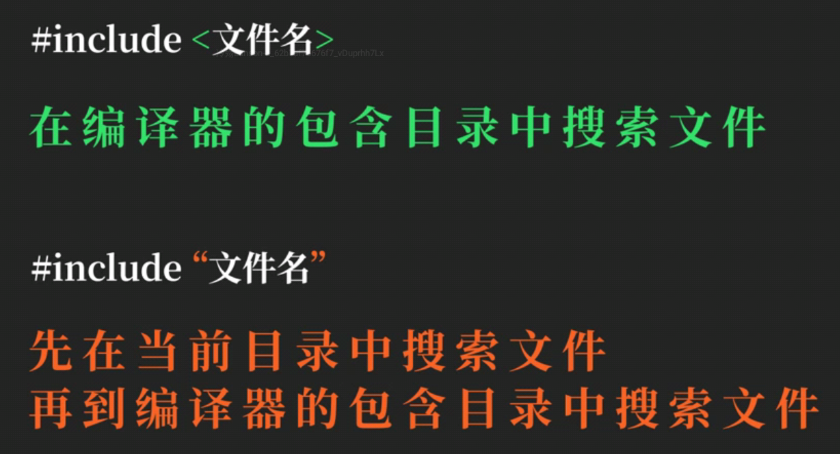 #include <文件名>
在编译器的包含目录中搜索文件
#include “文件名”
先在当前目录中搜索文件
再到编译器的包含目录中搜索文件